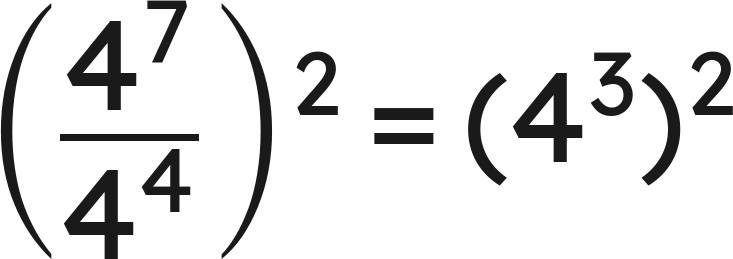 (4⁷/4⁴)² = (4³)²